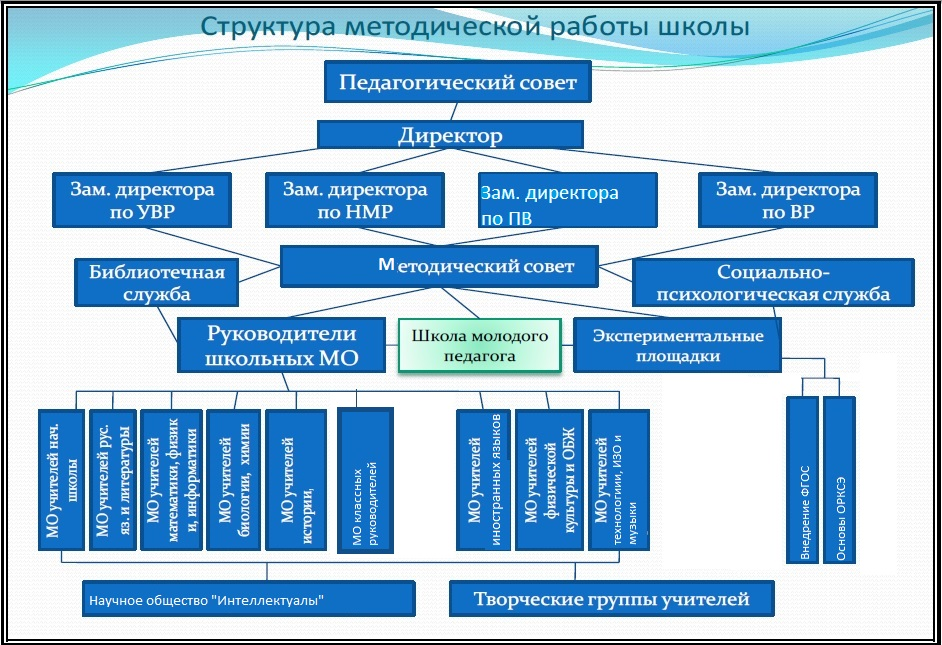 Структура методической работы школы
Педагогический совет
Директор
Зам. директора
по УВР
Зам. директора
по НМР
Зам. директора
по ПВ
Зам. директора
по ВР
Методический совет
Библиотечная
служба
Социально-
психологическая служба
Руководители
школьных МО
Школа молодого
педагога
Экспериментальные
площадки
МО учителей нач.
школы
МО учителей рус.
яз. и литературы
МО учителей
математики, физик
и, информатики
МО учителей
биологии, химии
МО учителей
истории,
МО классных
руководителей
МО учителей
иностранных языков
МО учителей
физической
культуры и ОБЖ
МО учителей
технологиии, ИЗО и
музыки
Внедрение ФГОС
Основы ОРКСЭ
Научное общество "Интеллектуалы"
Творческие группы учителей